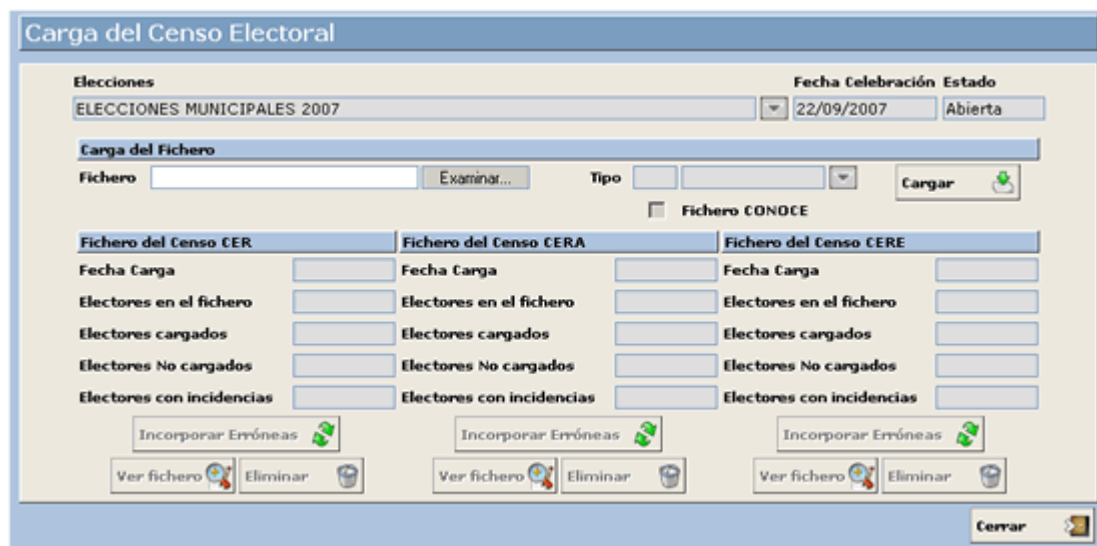 Carga del Censo Electoral
Elecciones Fecha Celebración Estado
ELECCIONES MUNICIPALES 2007 22/09/2007 Abierta
Carga del Fichero
Fichero Examinar... Tipo Cargar
Fichero CONOCE
Fichero del Censo CER Fichero del Censo CERA Fichero del Censo CERE
Fecha Carga Fecha Carga Fecha Carga
Electores en el fichero Electores en el fichero Electores en el fichero
Electores cargados Electores cargados Electores cargados
Electores No cargados Electores No cargados Electores No cargados
Electores con incidencias Electores con incidencias Electores con incidencias
Incorporar Erróneas Incorporar Erróneas Incorporar Erróneas
Ver fichero Eliminar Ver fichero Eliminar Ver fichero Eliminar
Cerrar